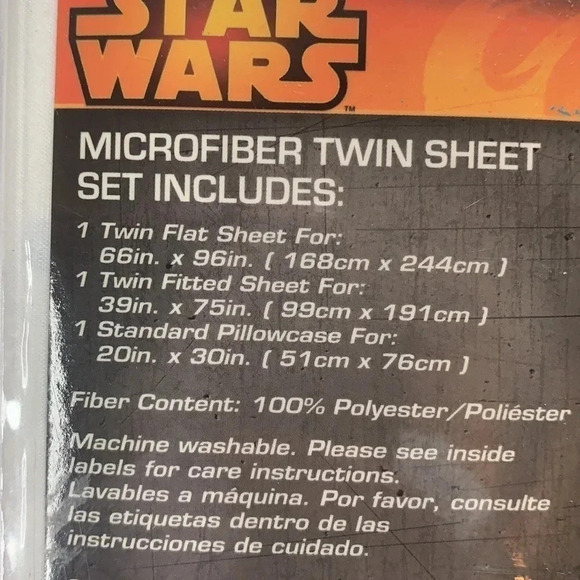 STAR
WARS
TM
MICROFIBER TWIN SHEET
SET INCLUDES:
1 Twin Flat Sheet For:
66in. x 96in. ( 168cm x 244cm )
1 Twin Fitted Sheet For:
39in. x 75in. ( 99cm x 191cm )
1 Standard Pillowcase For:
20in. x 30in. ( 51cm x 76cm )
Fiber Content: 100% Polyester/Poliéster
Machine washable. Please see inside
labels for care instructions.
Lavables a máquina. Por favor, consulte
las etiquetas dentro de las
instrucciones de cuidado.